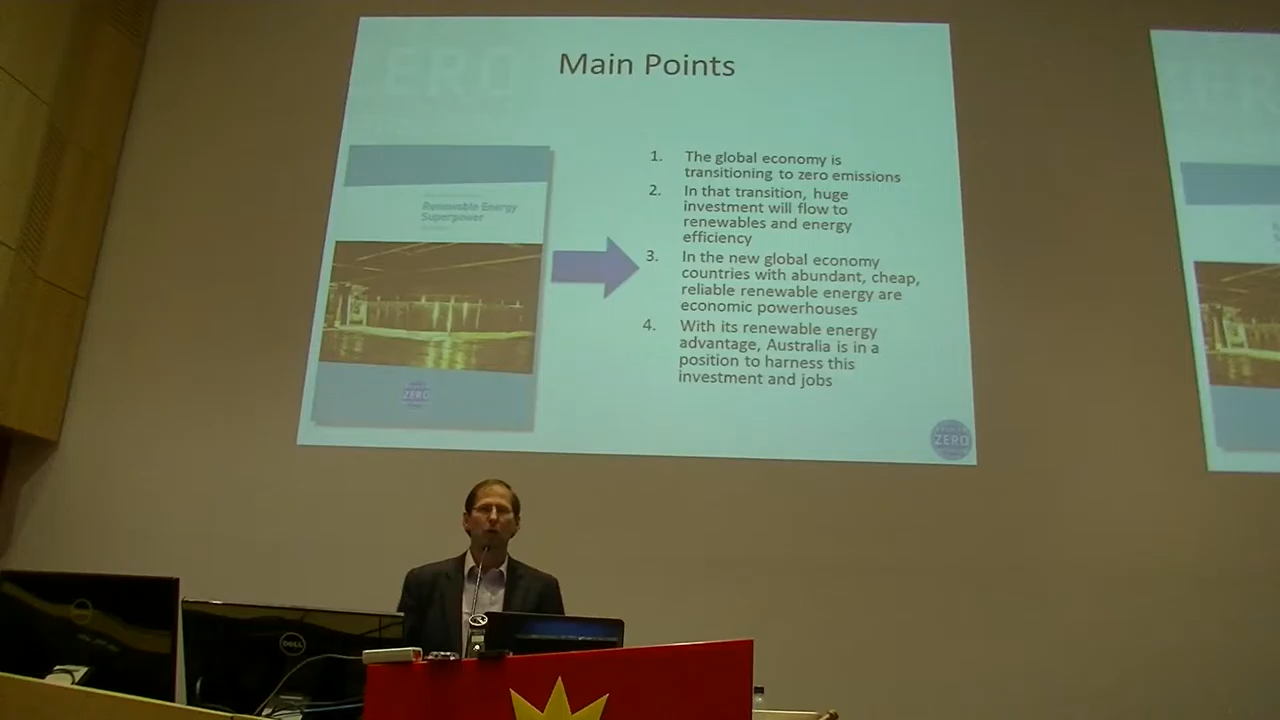 Main Points
ERO
Renewable Energy
Superpower
1. The global economy is
transitioning to zero emissions
2. In that transition, huge
investment will flow to
renewables and energy
efficiency
3. In the new global economy
countries with abundant, cheap,
reliable renewable energy are
economic powerhouses
4. With its renewable energy
advantage, Australia is in a
position to harness this
investment and jobs
ZERO
ZERO
DELL